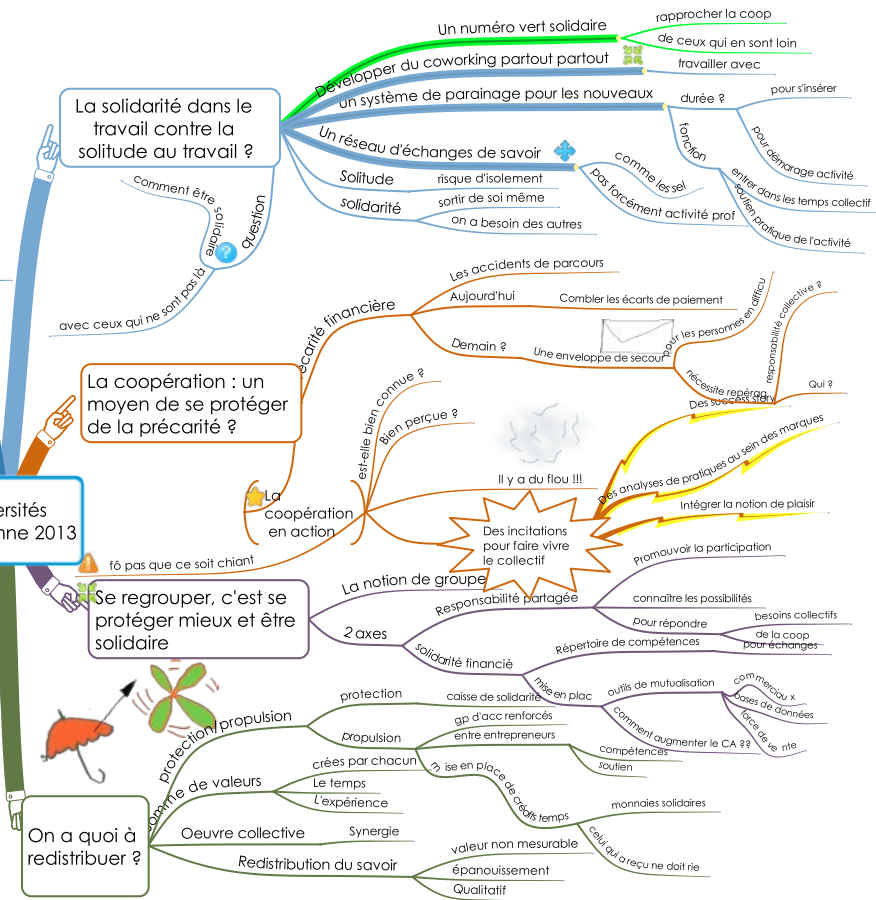 Un numéro vert solidaire
rapprocher la coop
de ceux qui en sont loin
Développer du coworking partout partout
travailler avec
La solidarité dans le
travail contre la
solitude au travail ?
un système de parainage pour les nouveaux
durée ?
pour s'insérer
pour démarage activité
fonction
entrer dans les temps collectif
soutien pratique de l'activité
Un réseau d'échanges de savoir
comme les sel
pas forcément activité prof
Solitude
risque d'isolement
solidarité
sortir de soi même
on a besoin des autres
question
comment être solidaire
avec ceux qui ne sont pas là
La coopération : un
moyen de se protéger
de la précarité ?
écarité financière
Les accidents de parcours
Aujourd'hui
Combler les écarts de paiement
Demain ?
Une enveloppe de secour
pour les personnes en difficu
nécessite repérag
responsabilité collective ?
Qui ?
La
coopération
en action
est-elle bien connue ?
Bien perçue ?
Il y a du flou !!!
Des incitations
pour faire vivre
le collectif
Des success story
Des analyses de pratiques au sein des marques
Intégrer la notion de plaisir
fô pas que ce soit chiant
ersités
nne 2013
Se regrouper, c'est se
protéger mieux et être
solidaire
La notion de groupe
2 axes
Responsabilité partagée
Promouvoir la participation
connaître les possibilités
pour répondre
besoins collectifs
de la coop
solidarité financiè
Répertoire de compétences
pour échanges
mise en plac
outils de mutualisation
commerciaux
bases de données
force de vente
comment augmenter le CA ??
On a quoi à
redistribuer ?
protection/propulsion
protection
caisse de solidarité
propulsion
gp d'acc renforcés
entre entrepreneurs
compétences
soutien
mise en place de crédits temps
monnaies solidaires
celui qui a reçu ne doit rie
somme de valeurs
crées par chacun
Le temps
L'expérience
Oeuvre collective
Synergie
Redistribution du savoir
valeur non mesurable
épanouissement
Qualitatif